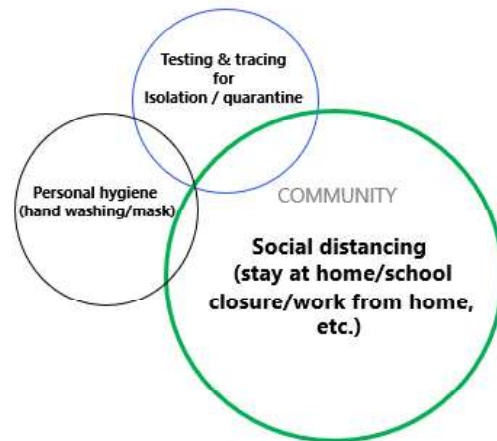 Testing & tracing
for
Isolation / quarantine
Personal hygiene
(hand washing/mask)
COMMUNITY
Social distancing
(stay at home/school
closure/work from home,
etc.)